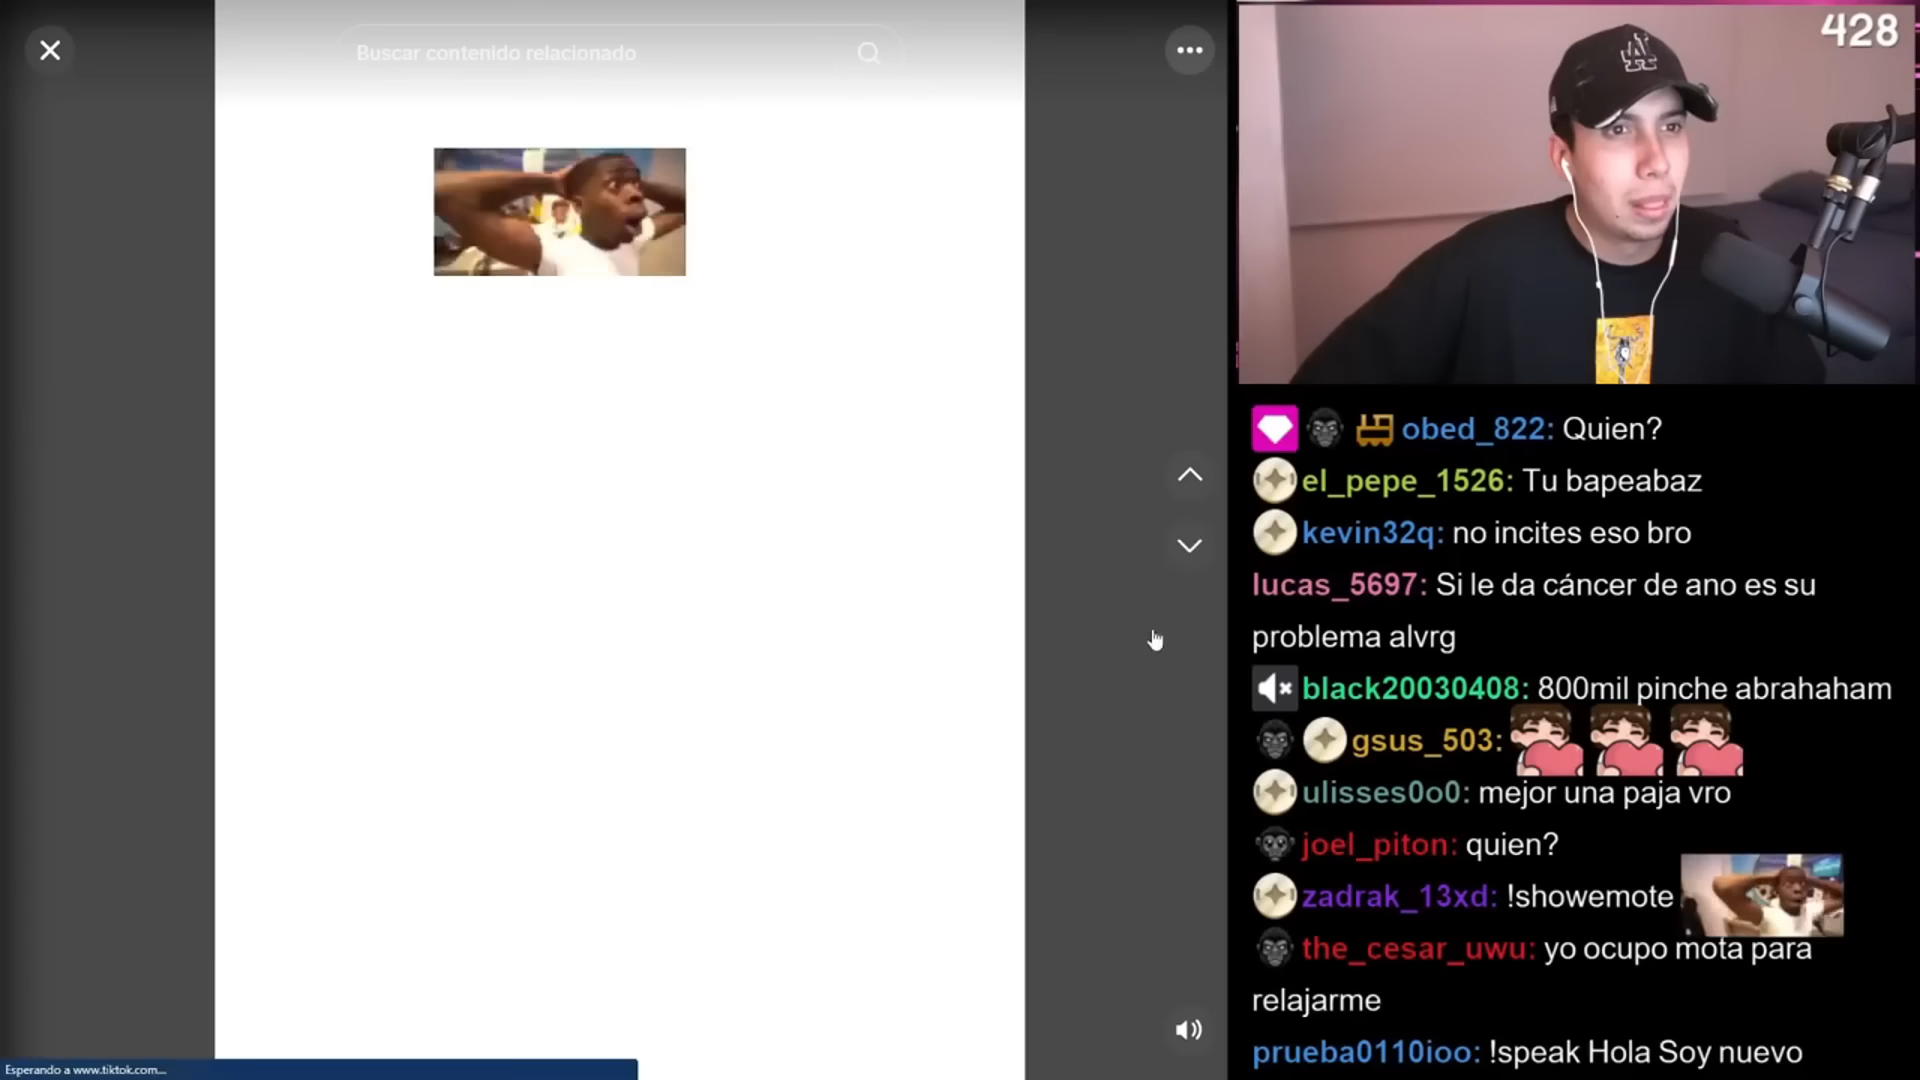 Buscar contenido relacionado
428
LA
obed_822: Quien?
el_pepe_1526: Tu bapeabaz
kevin32q: no incites eso bro
lucas_5697: Si le da cáncer de ano es su
problema alvrg
black20030408: 800mil pinche abrahaham
gsus_503:
ulisses0o0: mejor una paja vro
joel_piton: quien?
zadrak_13xd: !showemote
the_cesar_uwu: yo ocupo mota para
relajarme
prueba0110ioo: !speak Hola Soy nuevo
Esperando a www.tiktok.com...